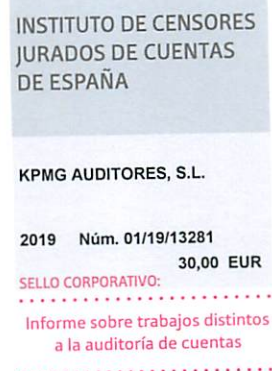 INSTITUTO DE CENSORES
JURADOS DE CUENTAS
DE ESPAÑA
KPMG AUDITORES, S.L.
2019 Núm. 01/19/13281
30,00 EUR
SELLO CORPORATIVO:
Informe sobre trabajos distintos
a la auditoría de cuentas